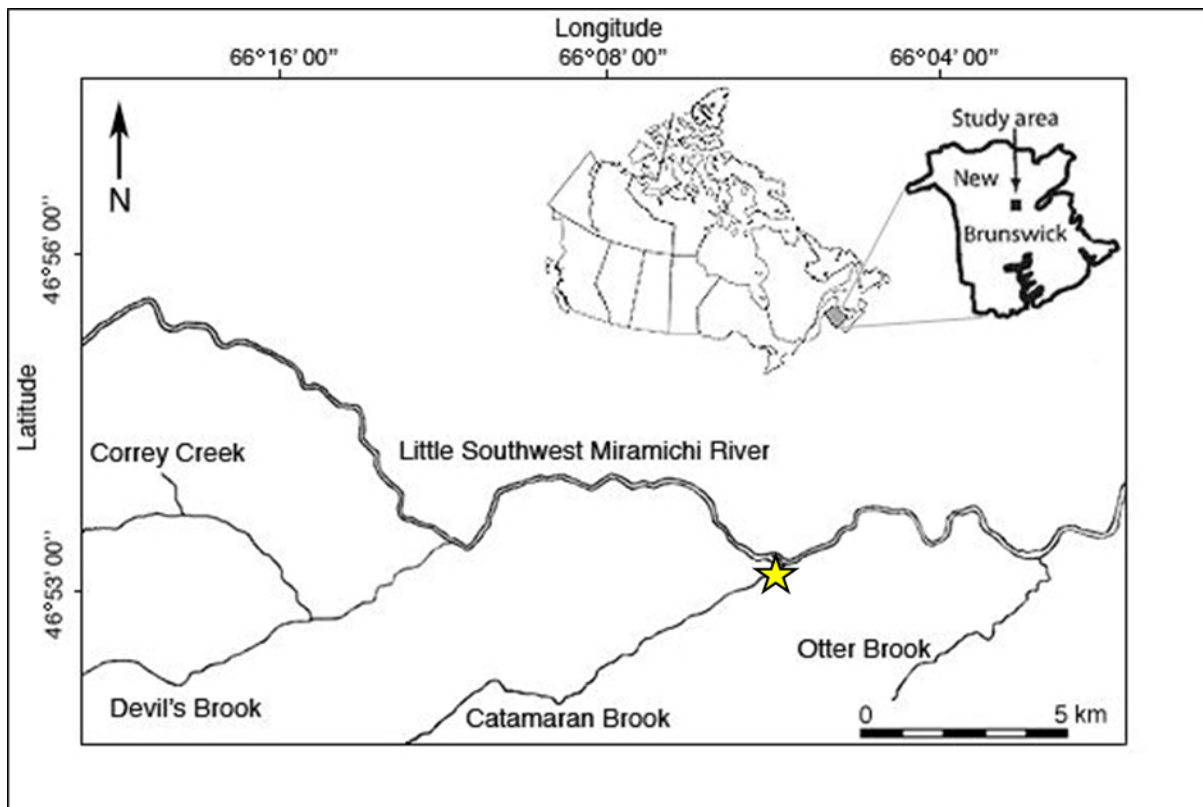 Longitude
66°16' 00"
66°08' 00"
66°04' 00"
N
Study area
New
Brunswick
46°56' 00"
Latitude
Correy Creek
Little Southwest Miramichi River
46°53' 00"
Otter Brook
Devil's Brook
Catamaran Brook
0
5 km